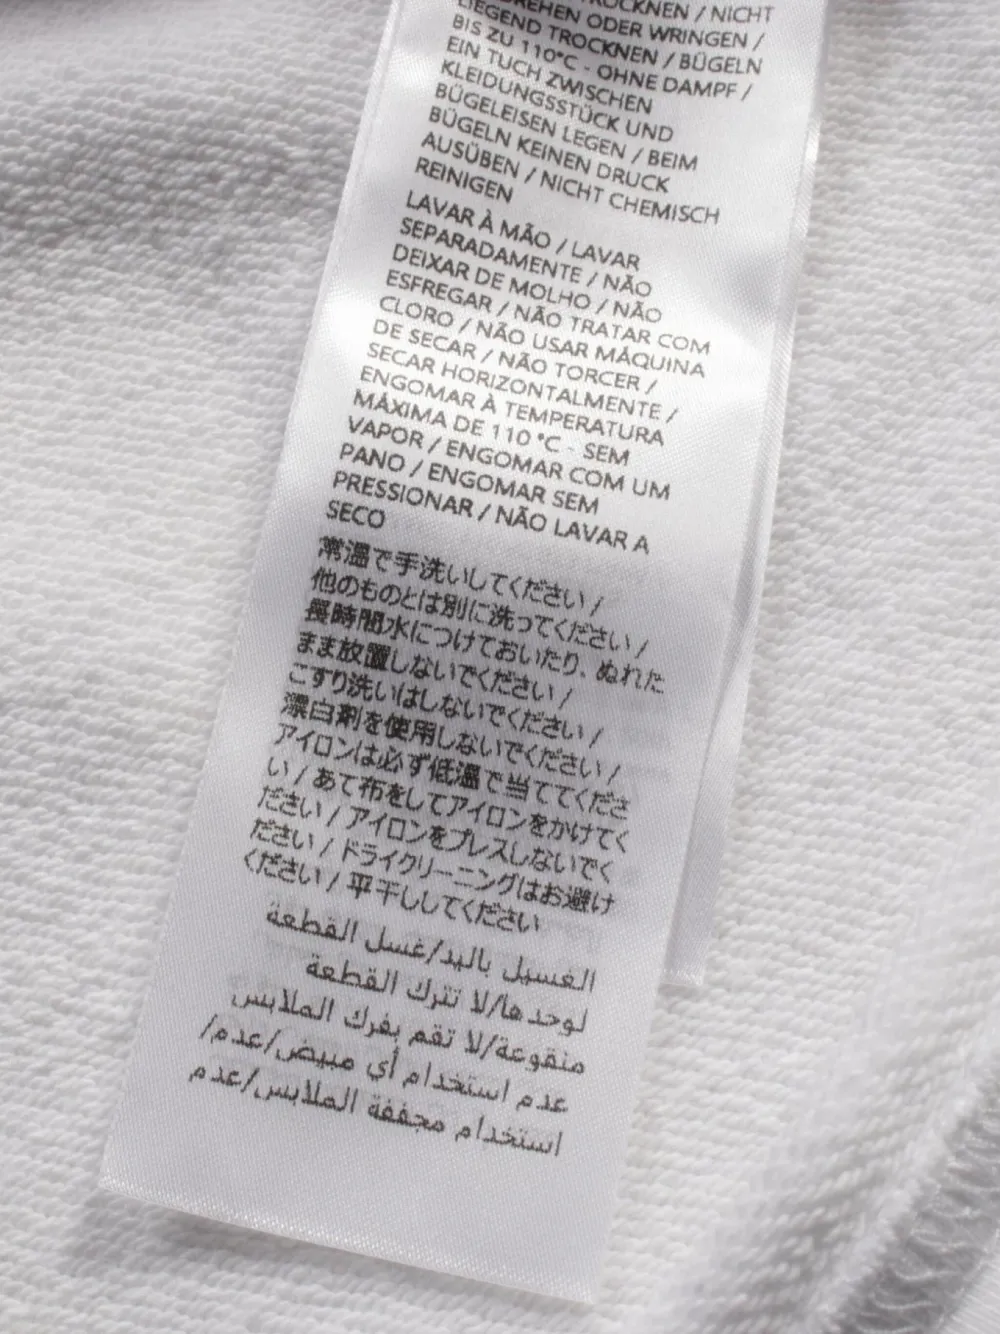 TROCKNEN / NICHT
DREHEN ODER WRINGEN /
LIEGEND TROCKNEN / BÜGELN
BIS ZU 110°C - OHNE DAMPF /
EIN TUCH ZWISCHEN
KLEIDUNGSSTÜCK UND
BÜGELEISEN LEGEN / BEIM
BÜGELN KEINEN DRUCK
AUSÜBEN / NICHT CHEMISCH
REINIGEN
LAVAR À MÃO / LAVAR
SEPARADAMENTE / NÃO
DEIXAR DE MOLHO / NÃO
ESFREGAR / NÃO TRATAR COM
CLORO / NÃO USAR MÁQUINA
DE SECAR / NÃO TORCER /
SECAR HORIZONTALMENTE /
ENGOMAR À TEMPERATURA
MÁXIMA DE 110 °C - SEM
VAPOR / ENGOMAR COM UM
PANO / ENGOMAR SEM
PRESSIONAR / NÃO LAVAR A
SECO
常温で手洗いしてください /
他のものとは別に洗ってください /
長時間水につけておいたり、ぬれた
まま放置しないでください /
こすり洗いはしないでください /
漂白剤を使用しないでください /
アイロンは必ず低温で当ててくださ
い / あて布をしてアイロンをかけてく
ださい / アイロンをプレスしないでく
ださい / ドライクリーニングはお避け
ください / 平干ししてください
الغسيل باليد/غسل القطعة
لوحدها/لا تترك القطعة
منقوعة/لا تقم بفرك الملابس
عدم استخدام أي مبيض/عدم/
استخدام مجففة الملابس/عدم